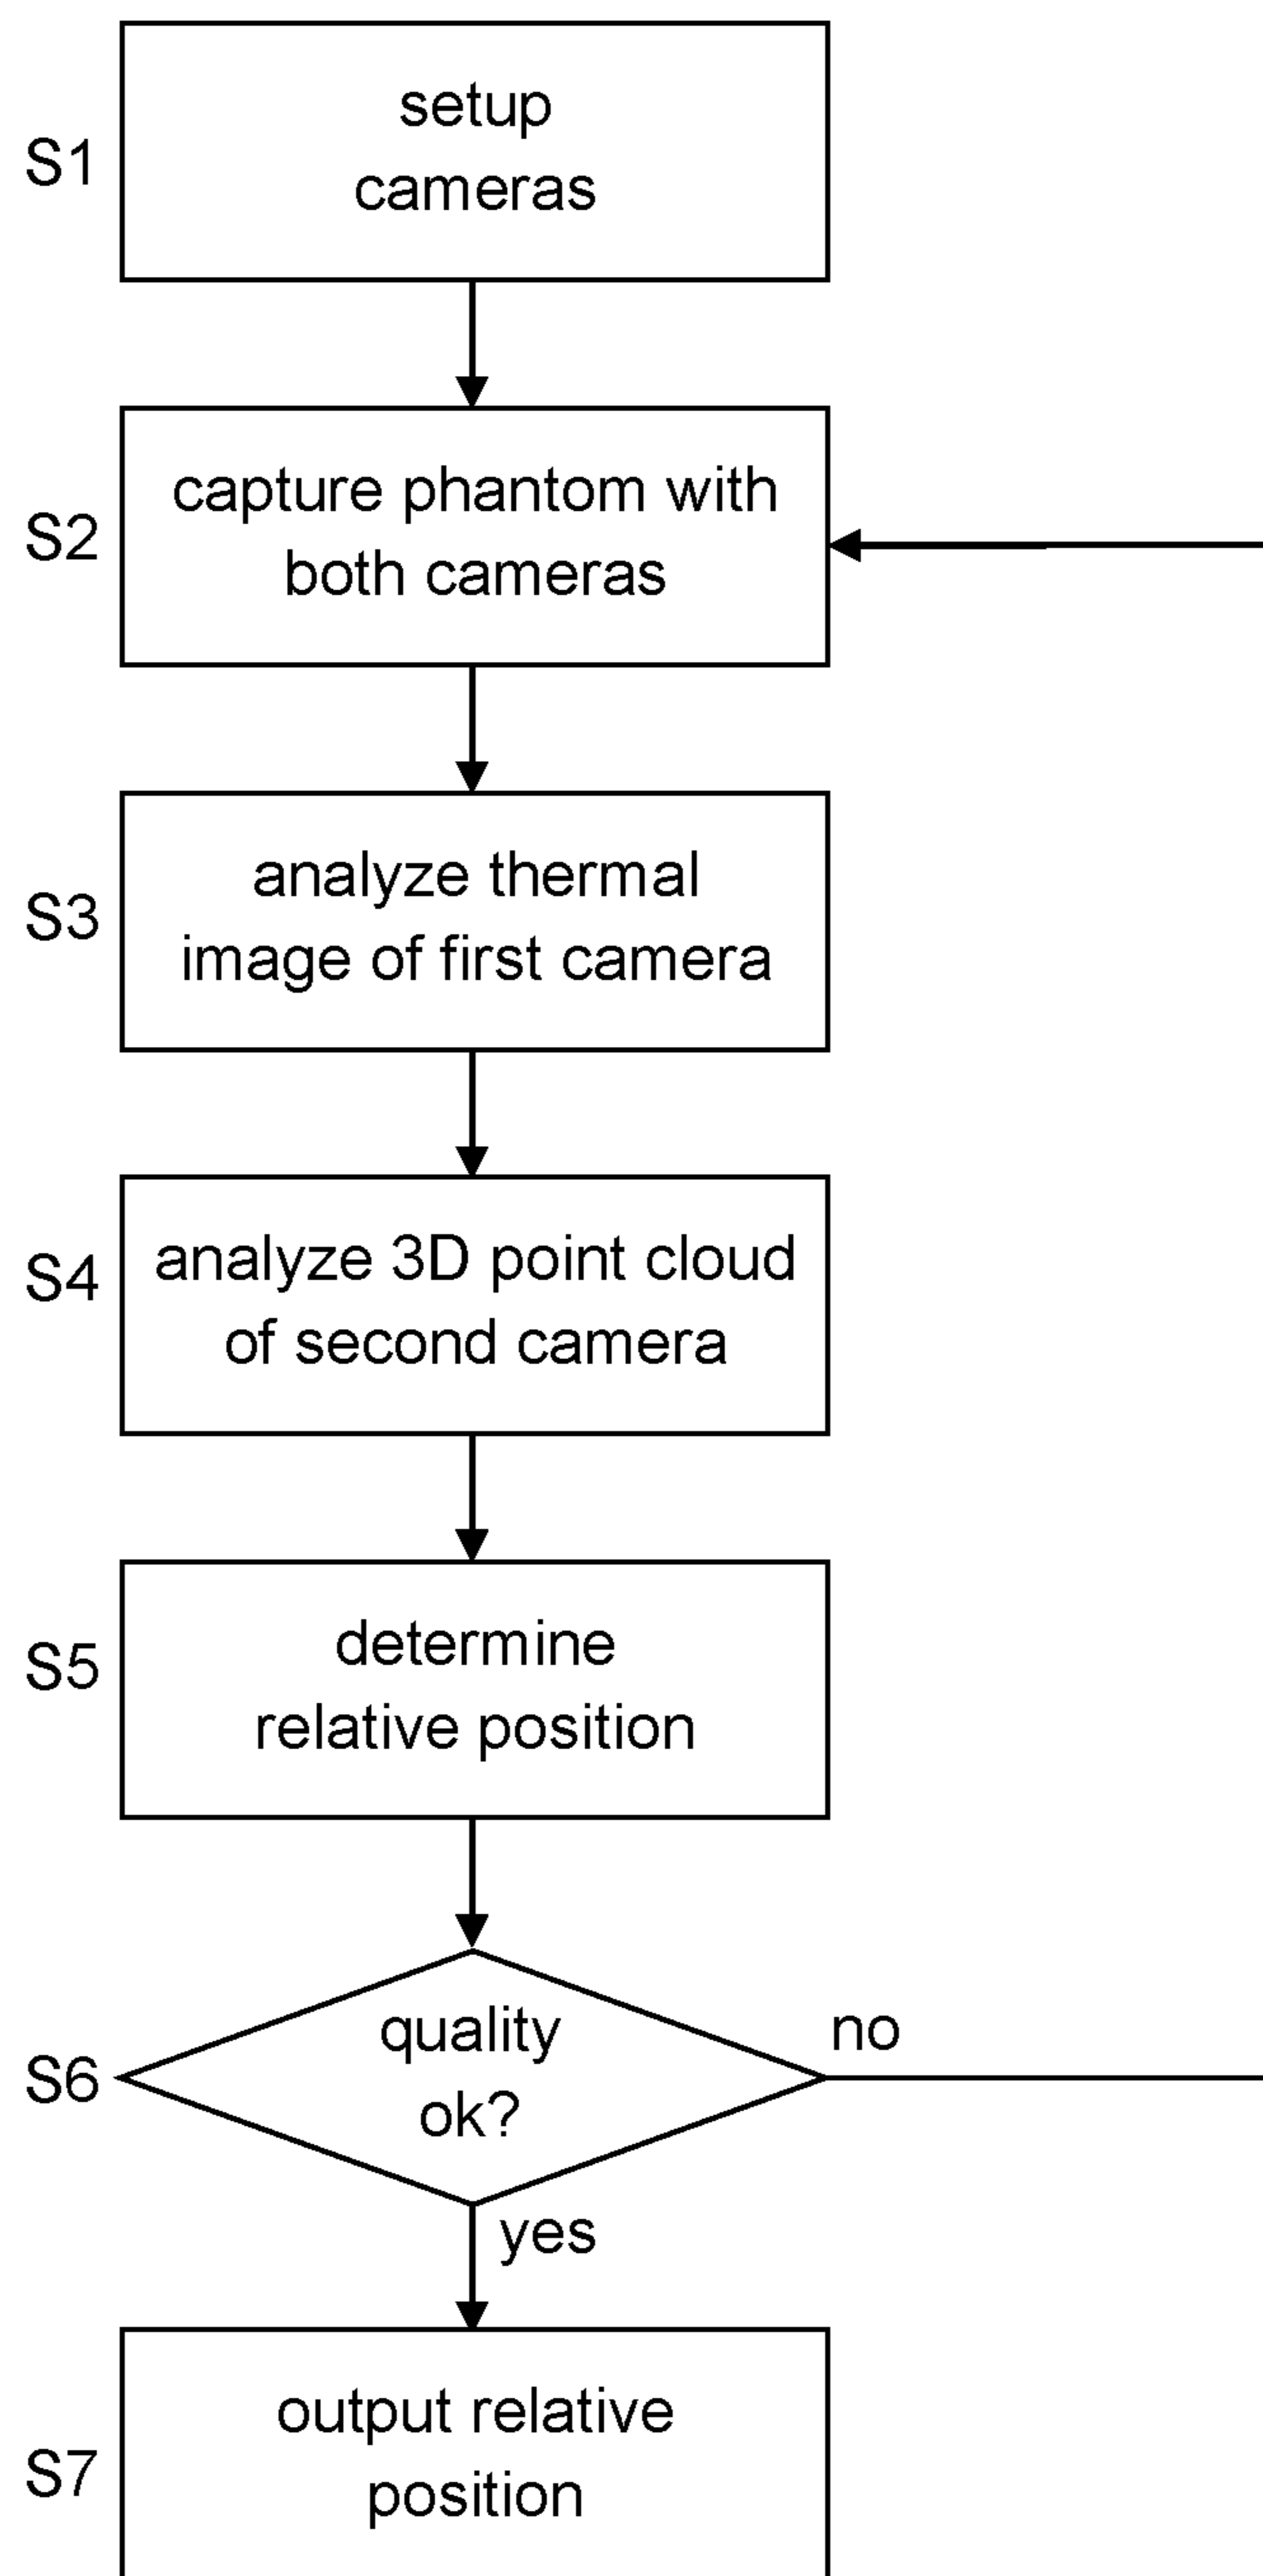 S1
setup
cameras
S2
capture phantom with
both cameras
S3
analyze thermal
image of first camera
S4
analyze 3D point cloud
of second camera
S5
determine
relative position
S6
quality
ok?
no
yes
S7
output relative
position